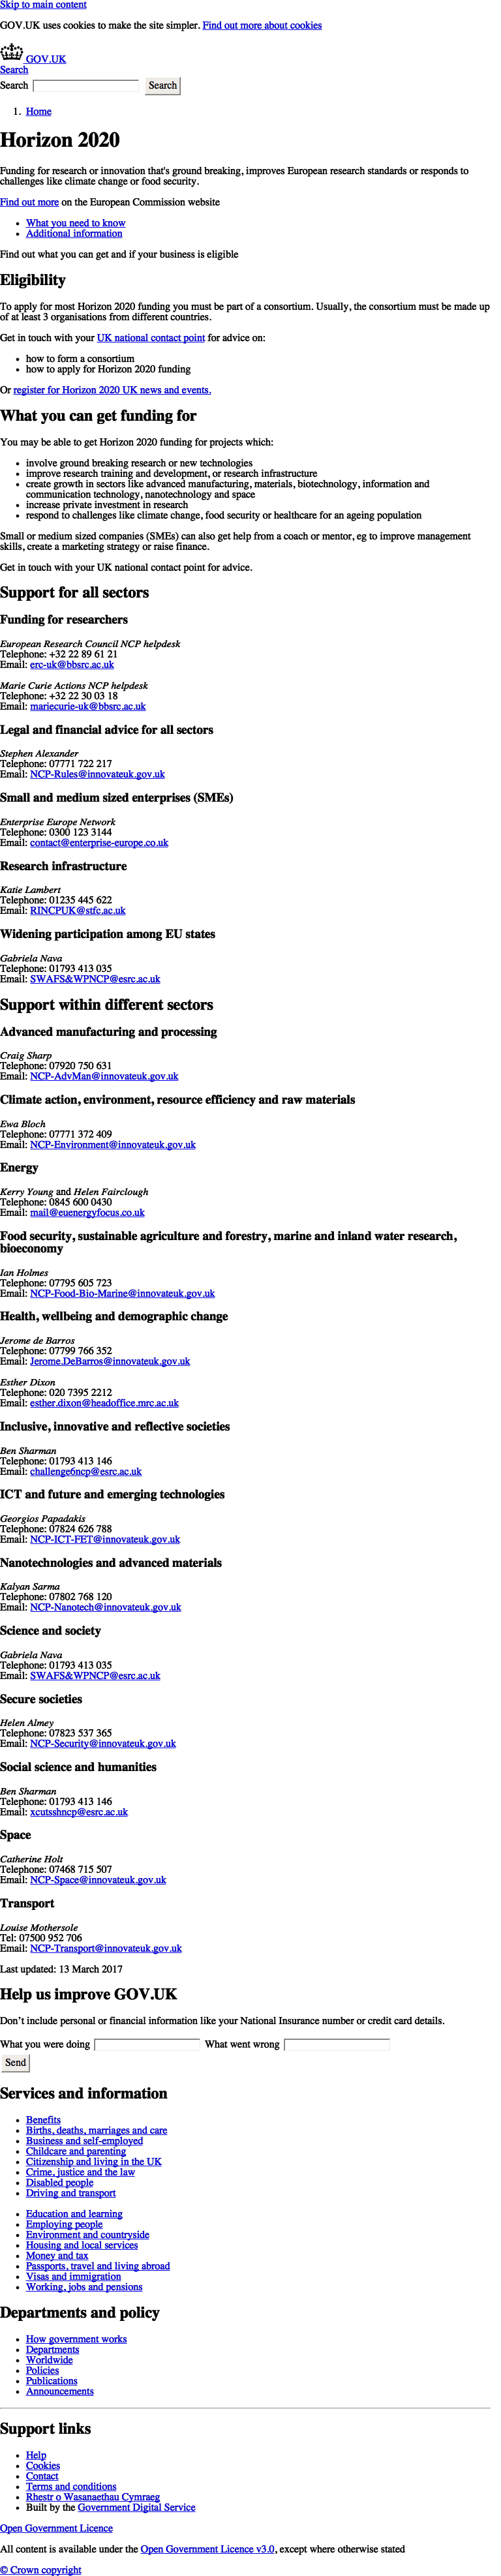 Skip to main content
GOV.UK uses cookies to make the site simpler. Find out more about cookies
GOV.UK
Search
Search Search
1. Home
Horizon 2020
Funding for research or innovation that's ground breaking, improves European research standards or responds to
challenges like climate change or food security.
Find out more on the European Commission website
• What you need to know
• Additional information
Find out what you can get and if your business is eligible
Eligibility
To apply for most Horizon 2020 funding you must be part of a consortium. Usually, the consortium must be made up
of at least 3 organisations from different countries.
Get in touch with your UK national contact point for advice on:
• how to form a consortium
• how to apply for Horizon 2020 funding
Or register for Horizon 2020 UK news and events.
What you can get funding for
You may be able to get Horizon 2020 funding for projects which:
• involve ground breaking research or new technologies
• improve research training and development, or research infrastructure
• create growth in sectors like advanced manufacturing, materials, biotechnology, information and
communication technology, nanotechnology and space
• increase private investment in research
• respond to challenges like climate change, food security or healthcare for an ageing population
Small or medium sized companies (SMEs) can also get help from a coach or mentor, eg to improve management
skills, create a marketing strategy or raise finance.
Get in touch with your UK national contact point for advice.
Support for all sectors
Funding for researchers
European Research Council NCP helpdesk
Telephone: +32 22 89 61 21
Email: erc-uk@bbsrc.ac.uk
Marie Curie Actions NCP helpdesk
Telephone: +32 22 30 03 18
Email: mariecurie-uk@bbsrc.ac.uk
Legal and financial advice for all sectors
Stephen Alexander
Telephone: 07771 722 217
Email: NCP-Rules@innovateuk.gov.uk
Small and medium sized enterprises (SMEs)
Enterprise Europe Network
Telephone: 0300 123 3144
Email: contact@enterprise-europe.co.uk
Research infrastructure
Katie Lambert
Telephone: 01235 445 622
Email: RINCPUK@stfc.ac.uk
Widening participation among EU states
Gabriela Nava
Telephone: 01793 413 035
Email: SWAFS&WPNCP@esrc.ac.uk
Support within different sectors
Advanced manufacturing and processing
Craig Sharp
Telephone: 07920 750 631
Email: NCP-AdvMan@innovateuk.gov.uk
Climate action, environment, resource efficiency and raw materials
Ewa Bloch
Telephone: 07771 372 409
Email: NCP-Environment@innovateuk.gov.uk
Energy
Kerry Young and Helen Fairclough
Telephone: 0845 600 0430
Email: mail@euenergyfocus.co.uk
Food security, sustainable agriculture and forestry, marine and inland water research,
bioeconomy
Ian Holmes
Telephone: 07795 605 723
Email: NCP-Food-Bio-Marine@innovateuk.gov.uk
Health, wellbeing and demographic change
Jerome de Barros
Telephone: 07799 766 352
Email: Jerome.DeBarros@innovateuk.gov.uk
Esther Dixon
Telephone: 020 7395 2212
Email: esther.dixon@headoffice.mrc.ac.uk
Inclusive, innovative and reflective societies
Ben Sharman
Telephone: 01793 413 146
Email: challenge6ncp@esrc.ac.uk
ICT and future and emerging technologies
Georgios Papadakis
Telephone: 07824 626 788
Email: NCP-ICT-FET@innovateuk.gov.uk
Nanotechnologies and advanced materials
Kalyan Sarma
Telephone: 07802 768 120
Email: NCP-Nanotech@innovateuk.gov.uk
Science and society
Gabriela Nava
Telephone: 01793 413 035
Email: SWAFS&WPNCP@esrc.ac.uk
Secure societies
Helen Almey
Telephone: 07823 537 365
Email: NCP-Security@innovateuk.gov.uk
Social science and humanities
Ben Sharman
Telephone: 01793 413 146
Email: xcutsshncp@esrc.ac.uk
Space
Catherine Holt
Telephone: 07468 715 507
Email: NCP-Space@innovateuk.gov.uk
Transport
Louise Mothersole
Tel: 07500 952 706
Email: NCP-Transport@innovateuk.gov.uk
Last updated: 13 March 2017
Help us improve GOV.UK
Don’t include personal or financial information like your National Insurance number or credit card details.
What you were doing What went wrong
Send
Services and information
• Benefits
• Births, deaths, marriages and care
• Business and self-employed
• Childcare and parenting
• Citizenship and living in the UK
• Crime, justice and the law
• Disabled people
• Driving and transport
• Education and learning
• Employing people
• Environment and countryside
• Housing and local services
• Money and tax
• Passports, travel and living abroad
• Visas and immigration
• Working, jobs and pensions
Departments and policy
• How government works
• Departments
• Worldwide
• Policies
• Publications
• Announcements
Support links
• Help
• Cookies
• Contact
• Terms and conditions
• Rhestr o Wasanaethau Cymraeg
• Built by the Government Digital Service
Open Government Licence
All content is available under the Open Government Licence v3.0, except where otherwise stated
© Crown copyright